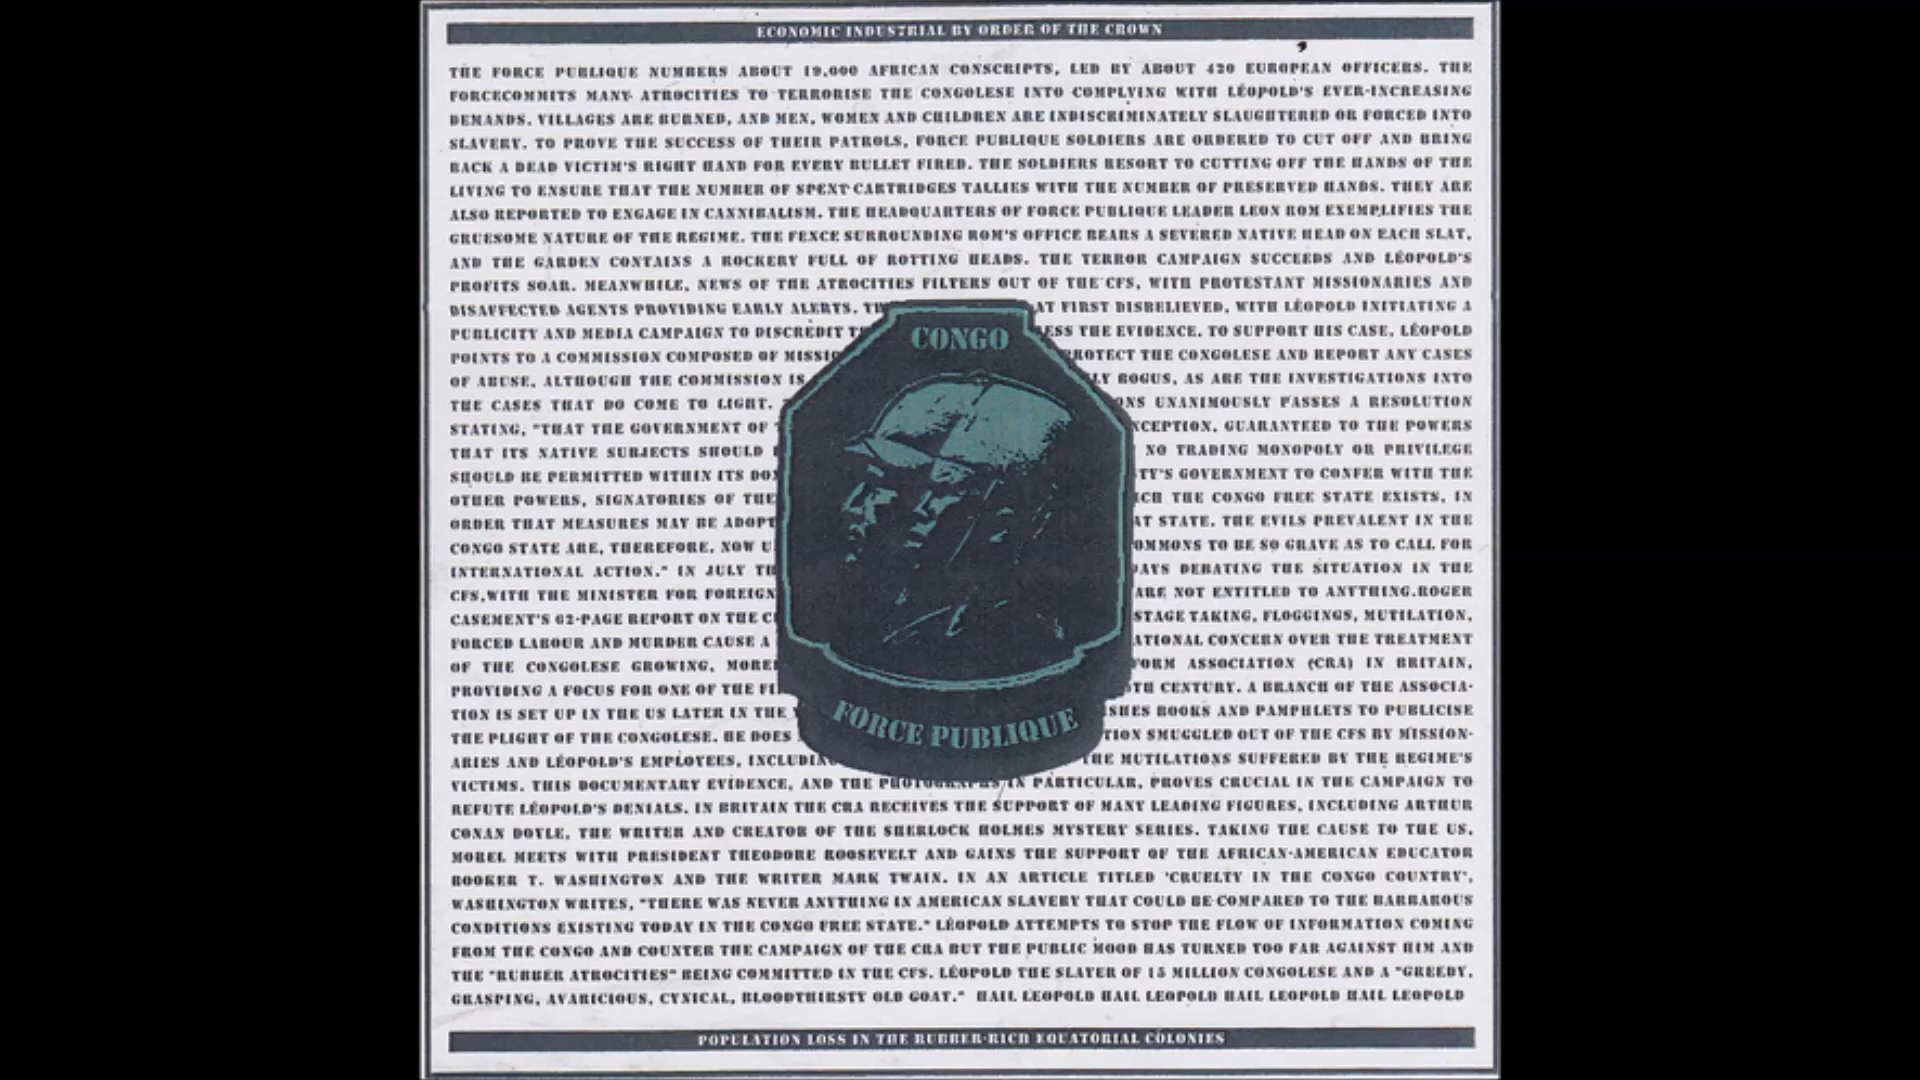 ECONOMIC INDUSTRIAL BY ORDER OF THE CROWN
THE FORCE PUBLIQUE NUMBERS ABOUT 19,000 AFRICAN CONSCRIPTS, LED BY ABOUT 420 EUROPEAN OFFICERS. THE
FORCECOMMITS MANY ATROCITIES TO TERRORISE THE CONGOLESE INTO COMPLYING WITH LÉOPOLD'S EVER-INCREASING
DEMANDS. VILLAGES ARE BURNED, AND MEN, WOMEN AND CHILDREN ARE INDISCRIMINATELY SLAUGHTERED OR FORCED INTO
SLAVERY. TO PROVE THE SUCCESS OF THEIR PATROLS, FORCE PUBLIQUE SOLDIERS ARE ORDERED TO CUT OFF AND BRING
BACK A DEAD VICTIM'S RIGHT HAND FOR EVERY BULLET FIRED. THE SOLDIERS RESORT TO CUTTING OFF THE HANDS OF THE
LIVING TO ENSURE THAT THE NUMBER OF SPENT CARTRIDGES TALLIES WITH THE NUMBER OF PRESERVED HANDS. THEY ARE
ALSO REPORTED TO ENGAGE IN CANNIBALISM. THE HEADQUARTERS OF FORCE PUBLIQUE LEADER LEON ROM EXEMPLIFIES THE
GRUESOME NATURE OF THE REGIME. THE FENCE SURROUNDING ROM'S OFFICE BEARS A SEVERED NATIVE HEAD ON EACH SLAT,
AND THE GARDEN CONTAINS A ROCKERY FULL OF ROTTING HEADS. THE TERROR CAMPAIGN SUCCEEDS AND LÉOPOLD'S
PROFITS SOAR. MEANWHILE, NEWS OF THE ATROCITIES FILTERS OUT OF THE CFS, WITH PROTESTANT MISSIONARIES AND
DISAFFECTED AGENTS PROVIDING EARLY ALERTS. AT FIRST DISBELIEVED, WITH LÉOPOLD INITIATING A
PUBLICITY AND MEDIA CAMPAIGN TO DISCREDIT THE EVIDENCE. TO SUPPORT HIS CASE, LÉOPOLD
POINTS TO A COMMISSION COMPOSED OF PROTECT THE CONGOLESE AND REPORT ANY CASES
OF ABUSE, ALTHOUGH THE COMMISSION IS LY BOGUS, AS ARE THE INVESTIGATIONS INTO
THE CASES THAT DO COME TO LIGHT. ONS UNANIMOUSLY PASSES A RESOLUTION
STATING, "THAT THE GOVERNMENT OF XCEPTION, GUARANTEED TO THE POWERS
THAT ITS NATIVE SUBJECTS SHOULD NO TRADING MONOPOLY OR PRIVILEGE
SHOULD BE PERMITTED WITHIN ITS DO TY'S GOVERNMENT TO CONFER WITH THE
OTHER POWERS, SIGNATORIES OF THE ICH THE CONGO FREE STATE EXISTS, IN
ORDER THAT MEASURES MAY BE ADOPT AT STATE. THE EVILS PREVALENT IN THE
CONGO STATE ARE, THEREFORE, NOW U OMMONS TO BE SO GRAVE AS TO CALL FOR
INTERNATIONAL ACTION." IN JULY TH AYS DEBATING THE SITUATION IN THE
CFS,WITH THE MINISTER FOR FOREIGN ARE NOT ENTITLED TO ANYTHING.ROGER
CASEMENT'S 62-PAGE REPORT ON THE C STAGE TAKING, FLOGGINGS, MUTILATION,
FORCED LABOUR AND MURDER CAUSE A ATIONAL CONCERN OVER THE TREATMENT
OF THE CONGOLESE GROWING, MOREL FORM ASSOCIATION (CRA) IN BRITAIN,
PROVIDING A FOCUS FOR ONE OF THE FI TH CENTURY. A BRANCH OF THE ASSOCIA-
TION IS SET UP IN THE US LATER IN THE SHES BOOKS AND PAMPHLETS TO PUBLICISE
THE PLIGHT OF THE CONGOLESE. HE DOES TION SMUGGLED OUT OF THE CFS BY MISSION-
ARIES AND LÉOPOLD'S EMPLOYEES, INCLUDING THE MUTILATIONS SUFFERED BY THE REGIME'S
VICTIMS. THIS DOCUMENTARY EVIDENCE, AND THE PHOTOGRAPHS IN PARTICULAR, PROVES CRUCIAL IN THE CAMPAIGN TO
REFUTE LÉOPOLD'S DENIALS. IN BRITAIN THE CRA RECEIVES THE SUPPORT OF MANY LEADING FIGURES, INCLUDING ARTHUR
CONAN DOYLE, THE WRITER AND CREATOR OF THE SHERLOCK HOLMES MYSTERY SERIES. TAKING THE CAUSE TO THE US,
MOREL MEETS WITH PRESIDENT THEODORE ROOSEVELT AND GAINS THE SUPPORT OF THE AFRICAN-AMERICAN EDUCATOR
BOOKER T. WASHINGTON AND THE WRITER MARK TWAIN. IN AN ARTICLE TITLED 'CRUELTY IN THE CONGO COUNTRY',
WASHINGTON WRITES, "THERE WAS NEVER ANYTHING IN AMERICAN SLAVERY THAT COULD BE COMPARED TO THE BARBAROUS
CONDITIONS EXISTING TODAY IN THE CONGO FREE STATE." LÉOPOLD ATTEMPTS TO STOP THE FLOW OF INFORMATION COMING
FROM THE CONGO AND COUNTER THE CAMPAIGN OF THE CRA BUT THE PUBLIC MOOD HAS TURNED TOO FAR AGAINST HIM AND
THE "RUBBER ATROCITIES" BEING COMMITTED IN THE CFS. LÉOPOLD THE SLAYER OF 15 MILLION CONGOLESE AND A "GREEDY,
GRASPING, AVARICIOUS, CYNICAL, BLOODTHIRSTY OLD GOAT." HAIL LEOPOLD HAIL LEOPOLD HAIL LEOPOLD HAIL LEOPOLD
CONGO
FORCE PUBLIQUE
POPULATION LOSS IN THE RUBBER-RICH EQUATORIAL COLONIES